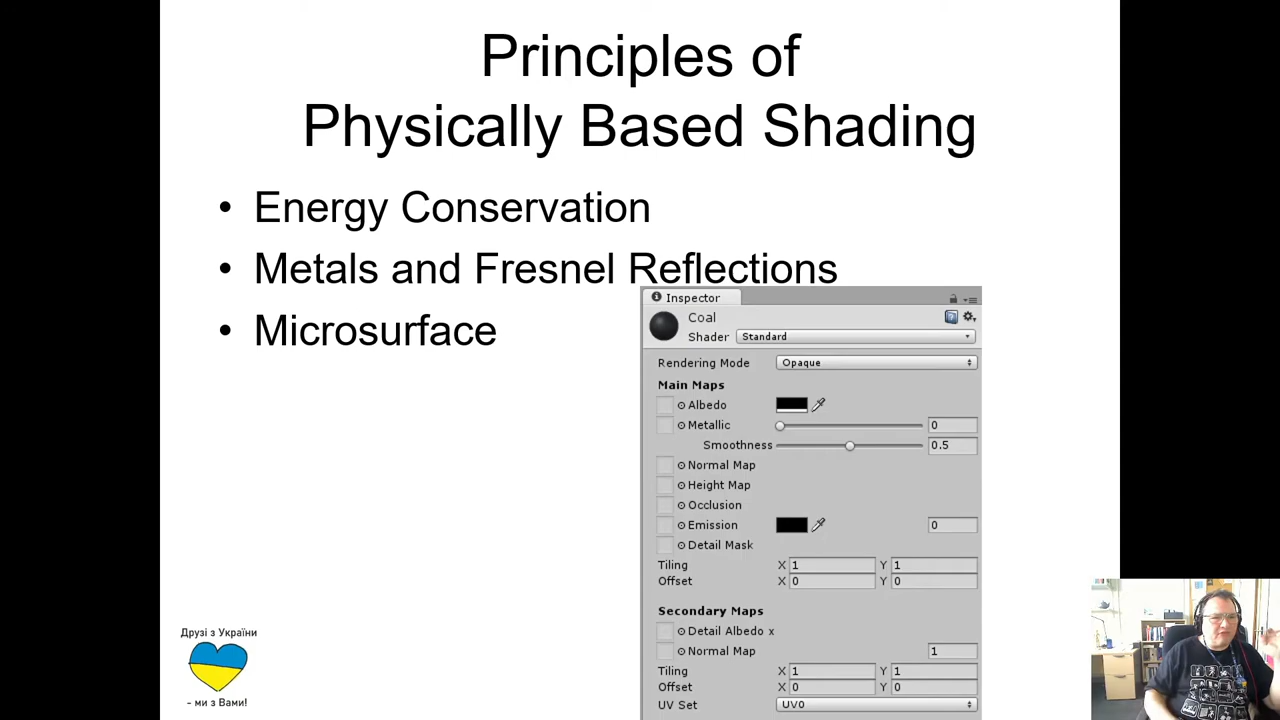 Principles of
Physically Based Shading
• Energy Conservation
• Metals and Fresnel Reflections
• Microsurface
Inspector
Coal
Shader Standard
Rendering Mode Opaque
Main Maps
Albedo
Metallic 0
Smoothness 0.5
Normal Map
Height Map
Occlusion
Emission 0
Detail Mask
Tiling X 1 Y 1
Offset X 0 Y 0
Secondary Maps
Detail Albedo x
Normal Map 1
Tiling X 1 Y 1
Offset X 0 Y 0
UV Set UV0
Друзі з України
- ми з Вами!